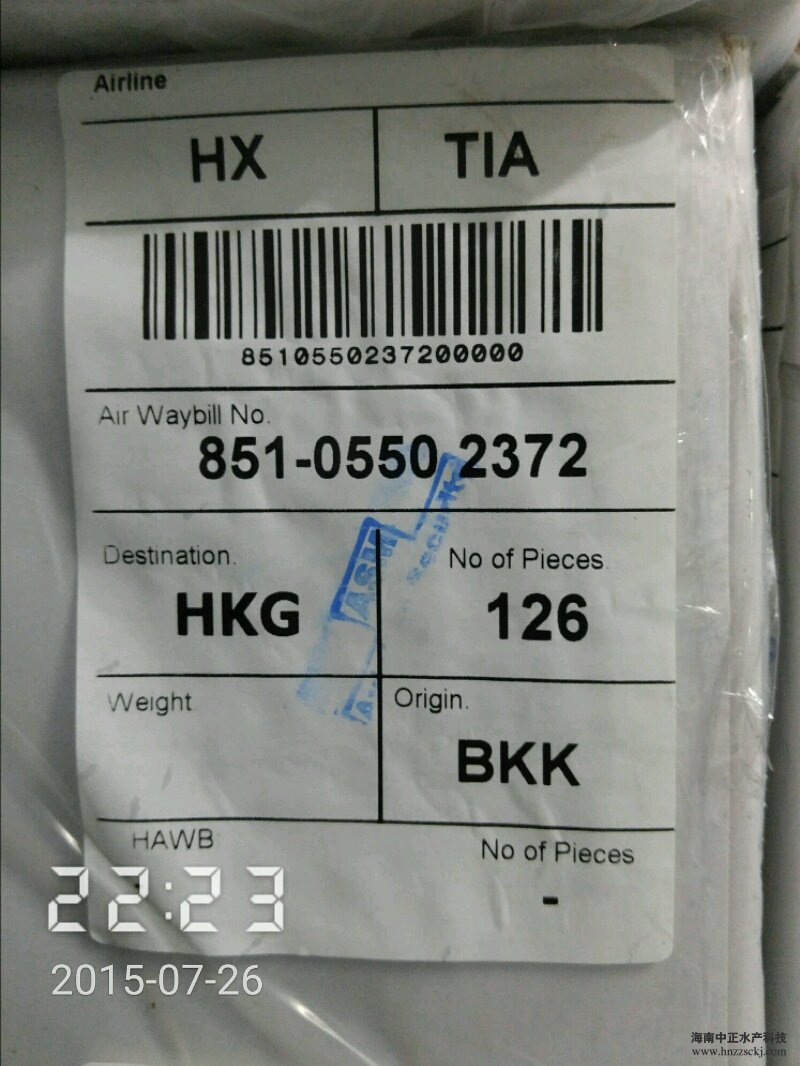 Airline
HX TIA
8510550237200000
Air Waybill No.
851-0550 2372
Destination. No of Pieces.
HKG 126
ASM
Weight Origin.
BKK
HAWB No of Pieces
-
22:23
2015-07-26
海南中正水产科技
www.hnzzsckj.com